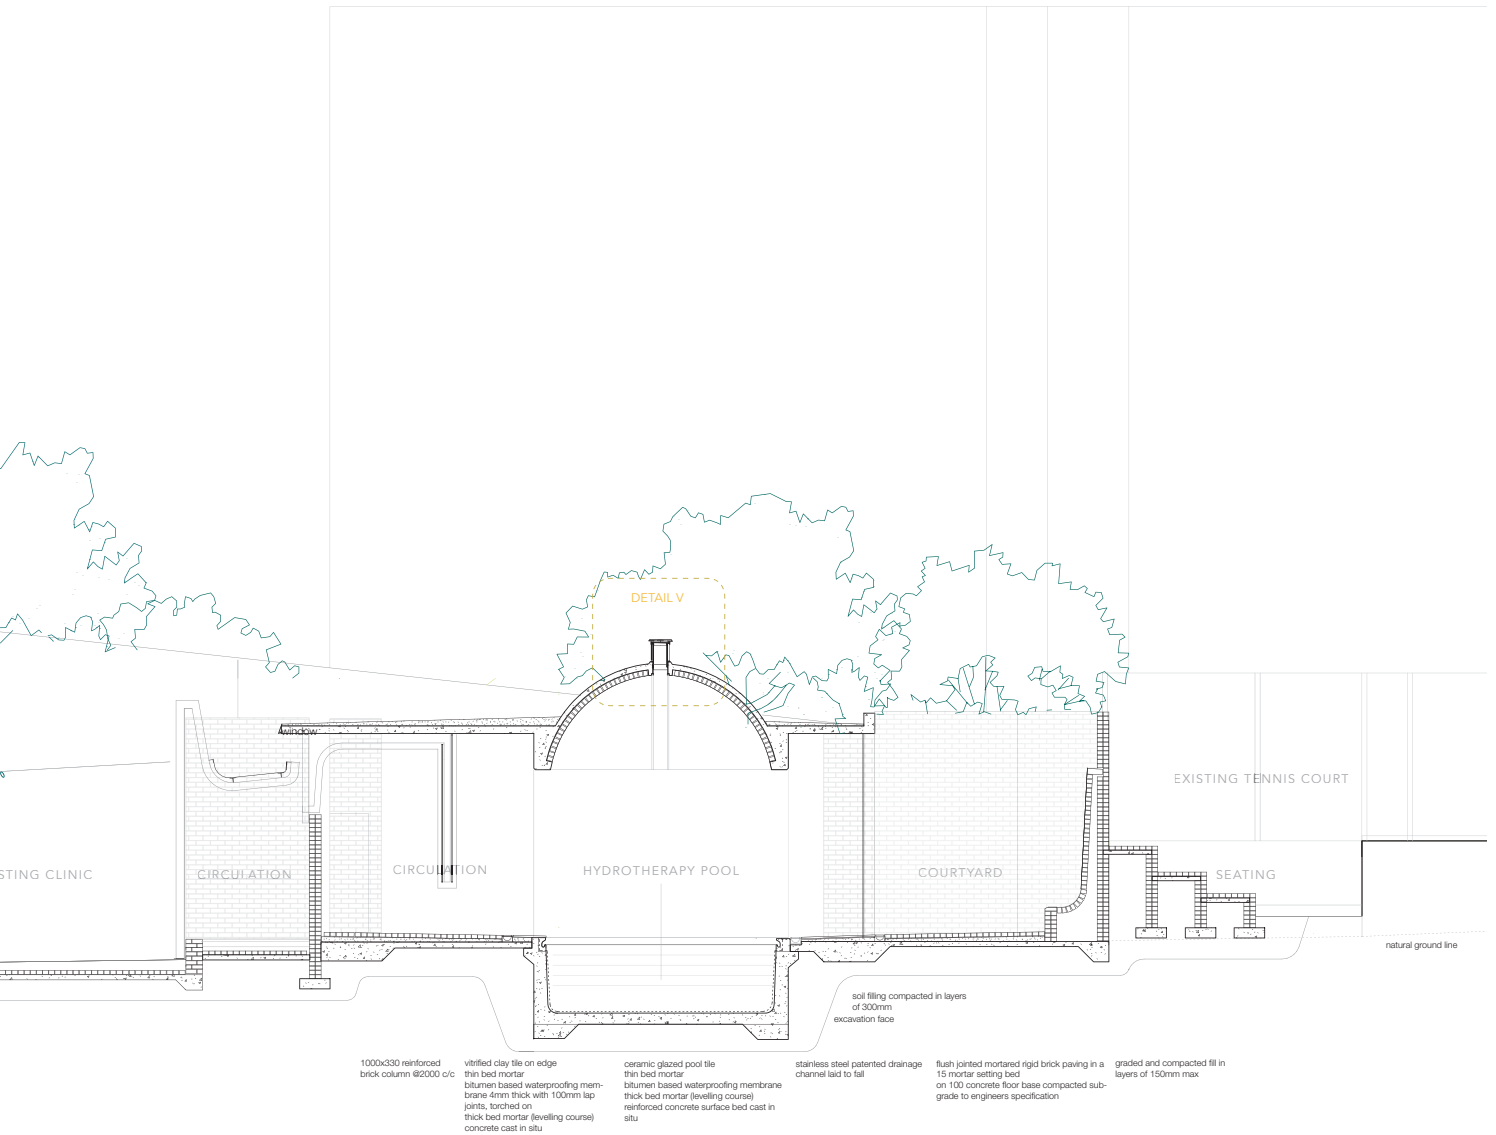 DETAIL V
window
EXISTING TENNIS COURT
STING CLINIC
CIRCULATION
CIRCULATION
HYDROTHERAPY POOL
COURTYARD
SEATING
natural ground line
soil filling compacted in layers
of 300mm
excavation face
1000x330 reinforced
brick column @2000 c/c
vitrified clay tile on edge
thin bed mortar
bitumen based waterproofing mem-
brane 4mm thick with 100mm lap
joints, torched on
thick bed mortar (levelling course)
concrete cast in situ
ceramic glazed pool tile
thin bed mortar
bitumen based waterproofing membrane
thick bed mortar (levelling course)
reinforced concrete surface bed cast in
situ
stainless steel patented drainage
channel laid to fall
flush jointed mortared rigid brick paving in a
15 mortar setting bed
on 100 concrete floor base compacted sub-
grade to engineers specification
graded and compacted fill in
layers of 150mm max